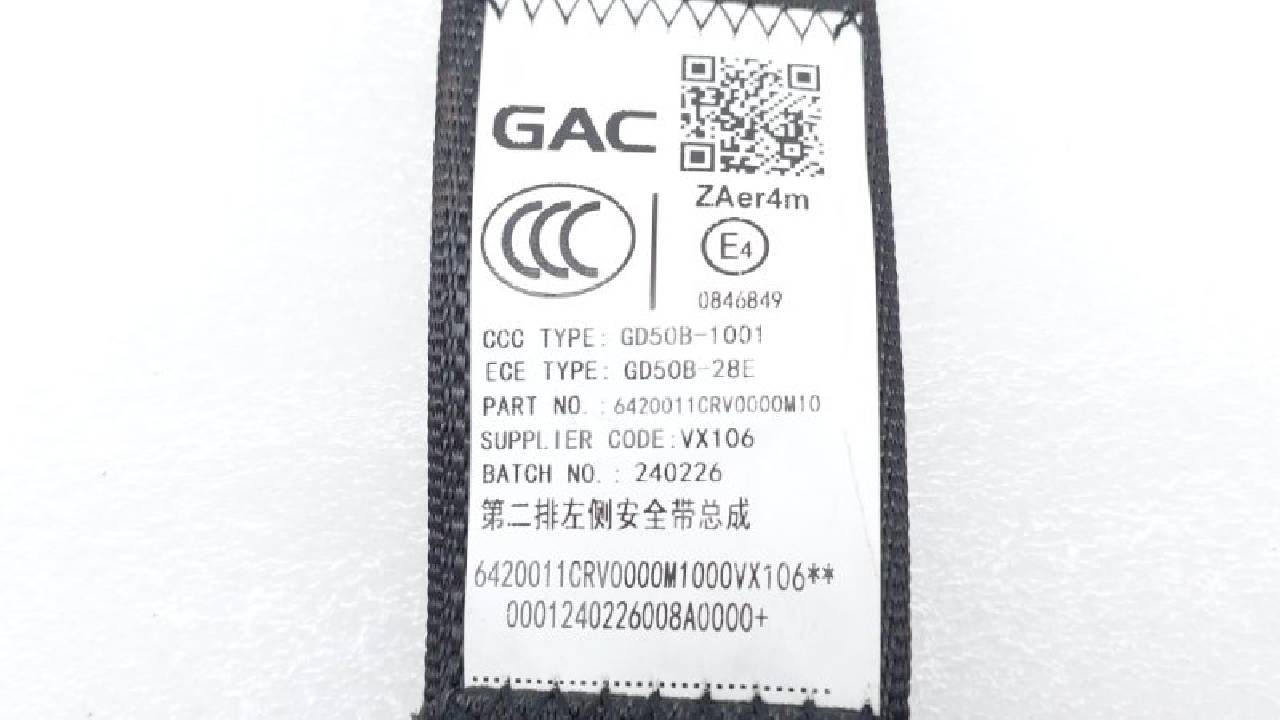 GAC
ZAer4m
CCC
E4
0846849
CCC TYPE: GD50B-1001
ECE TYPE: GD50B-28E
PART NO.:6420011CRV0000M10
SUPPLIER CODE:VX106
BATCH NO.: 240226
第二排左侧安全带总成
6420011CRV0000M1000VX106**
0001240226008A0000+